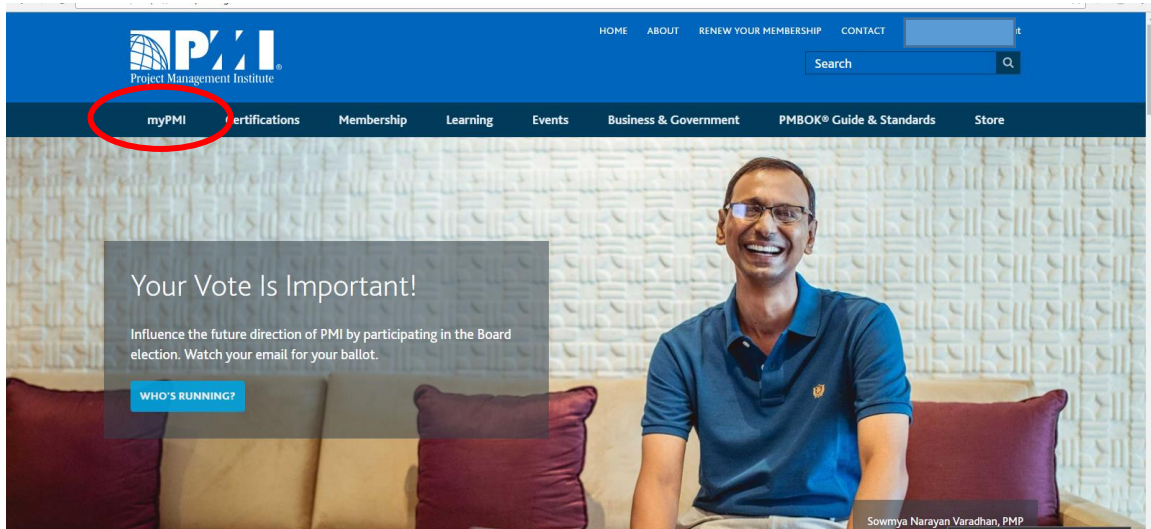 HOME ABOUT RENEW YOUR MEMBERSHIP CONTACT
PMI®
Project Management Institute
Search
myPMI Certifications Membership Learning Events Business & Government PMBOK® Guide & Standards Store
Your Vote Is Important!
Influence the future direction of PMI by participating in the Board
election. Watch your email for your ballot.
WHO'S RUNNING?
Sowmya Narayan Varadhan, PMP